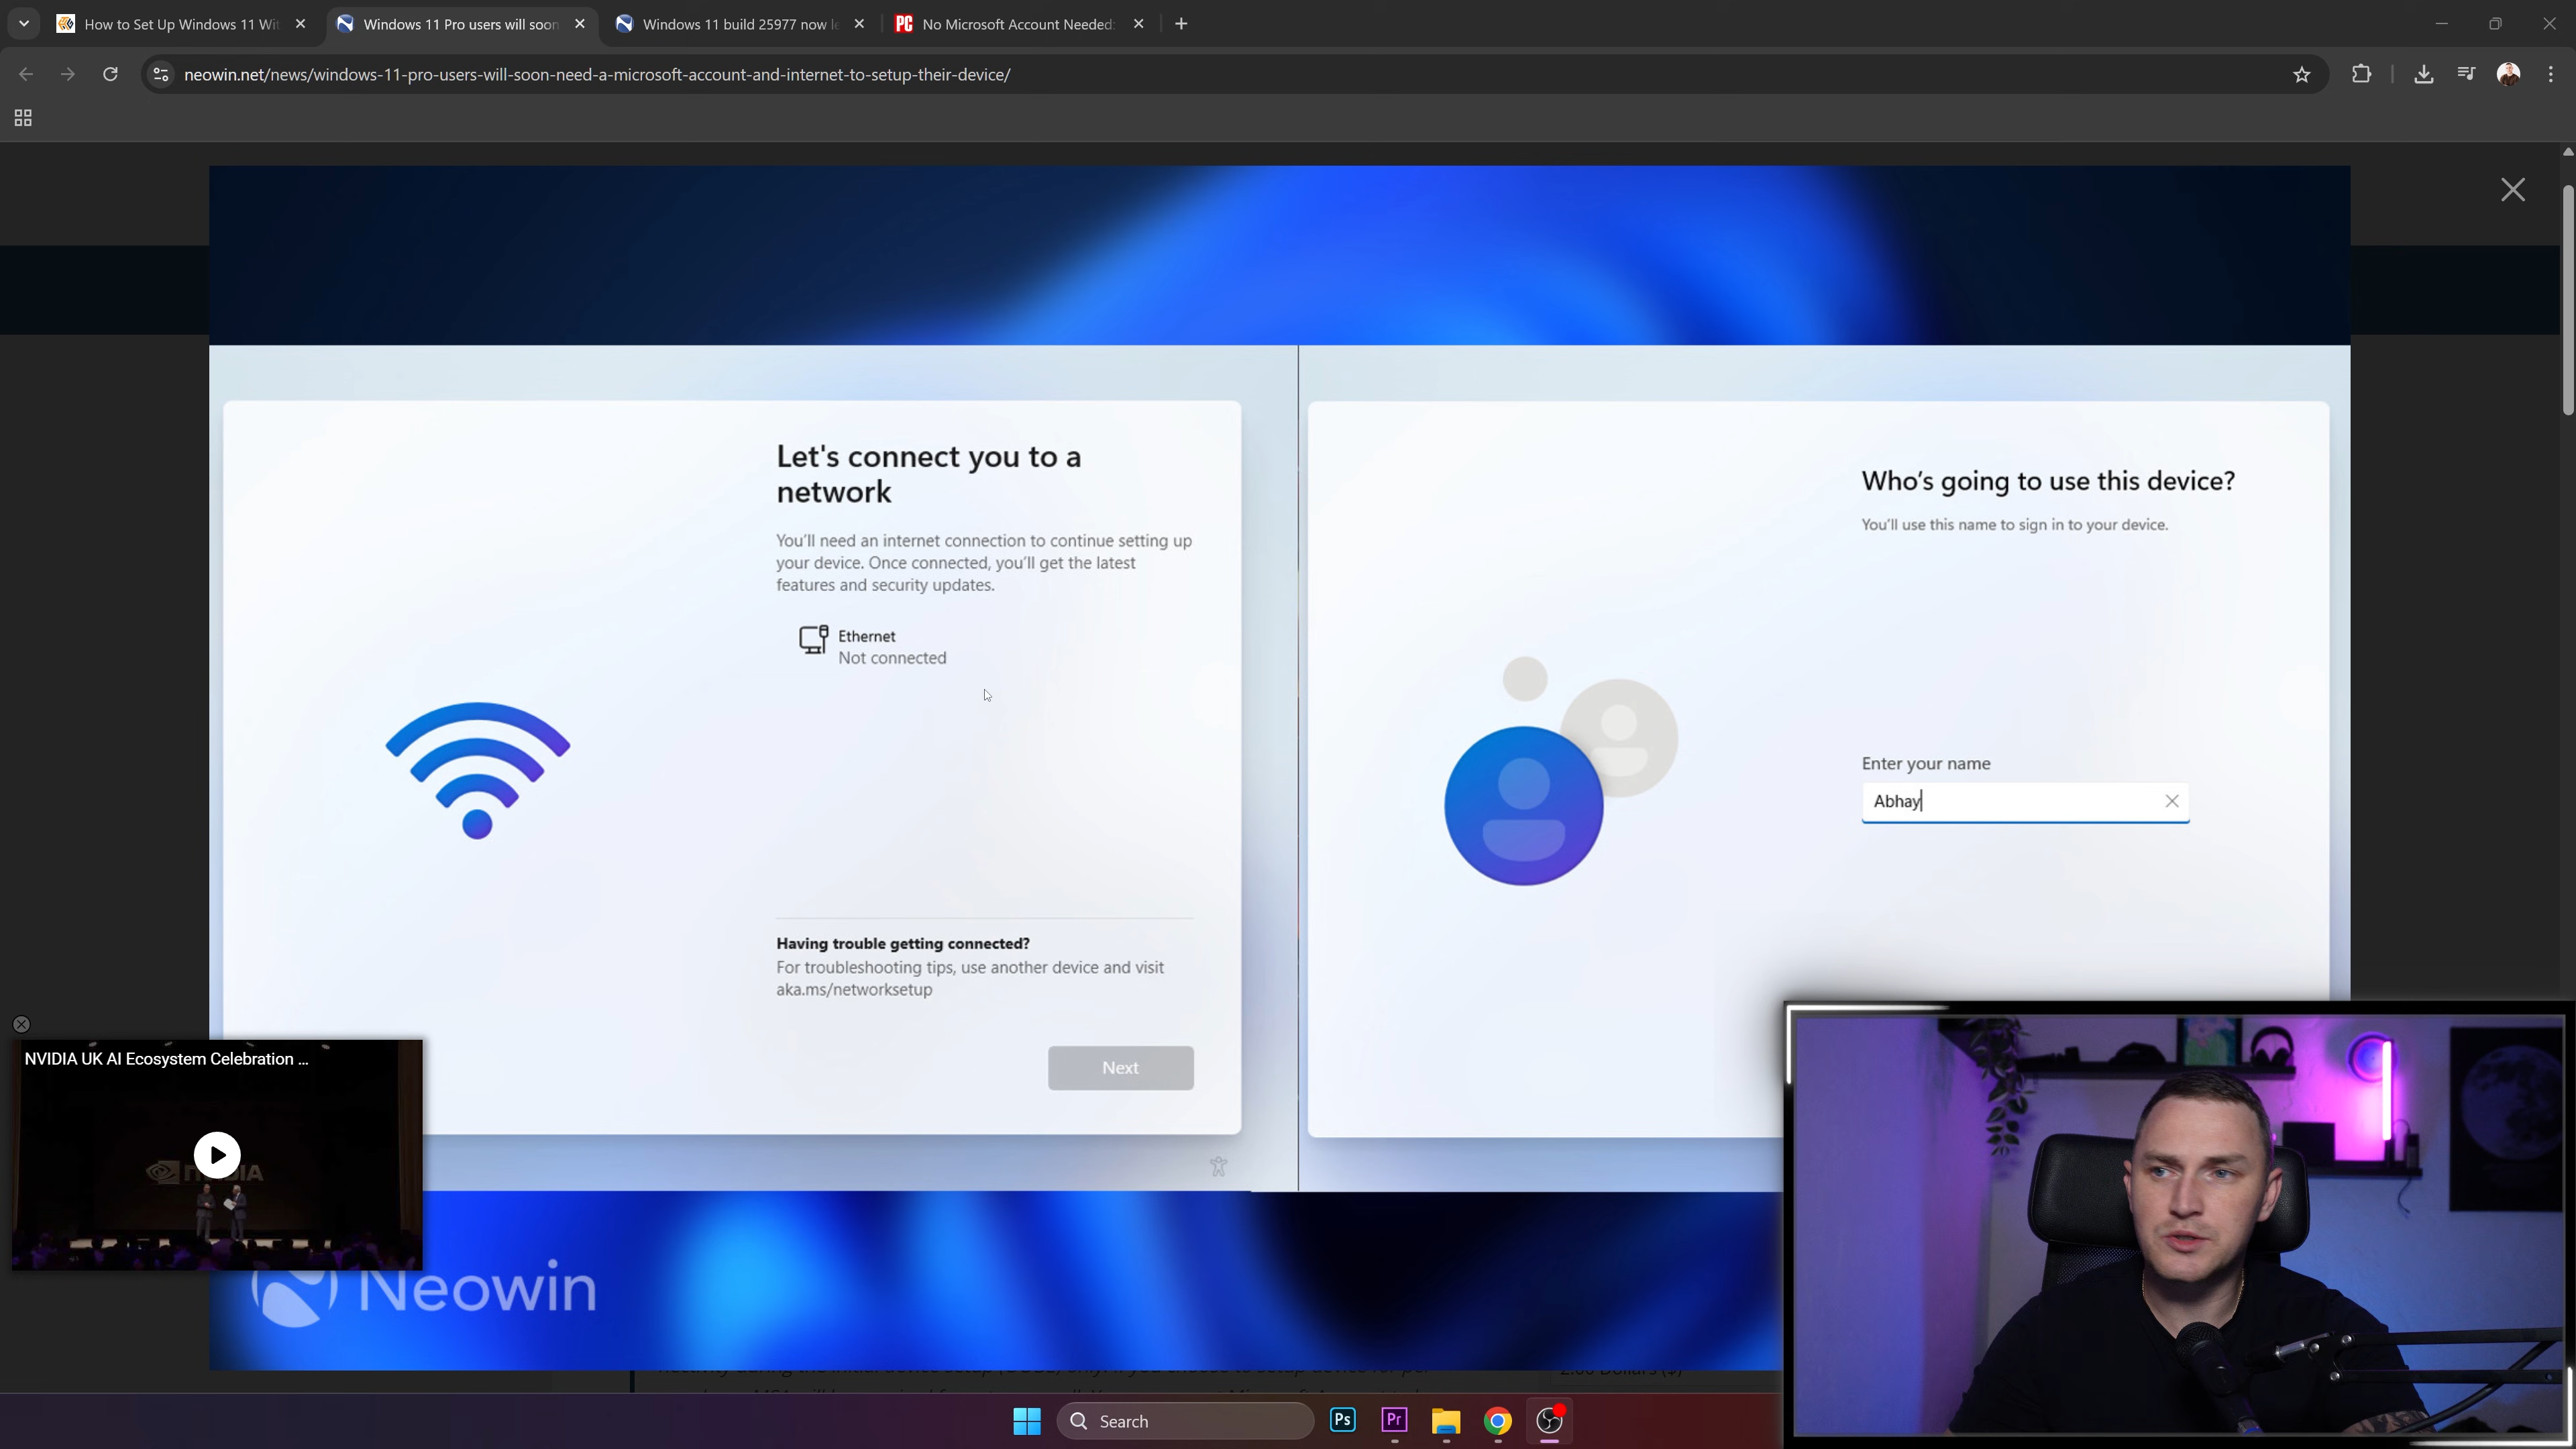 How to Set Up Windows 11 Wit
Windows 11 Pro users will soon
Windows 11 build 25977 now le
PC
No Microsoft Account Needed:
neowin.net/news/windows-11-pro-users-will-soon-need-a-microsoft-account-and-internet-to-setup-their-device/
Let's connect you to a
network
You'll need an internet connection to continue setting up
your device. Once connected, you'll get the latest
features and security updates.
Ethernet
Not connected
Having trouble getting connected?
For troubleshooting tips, use another device and visit
aka.ms/networksetup
Next
Who's going to use this device?
You'll use this name to sign in to your device.
Enter your name
Abhay
NVIDIA UK AI Ecosystem Celebration ...
Neowin
Search
Ps
Pr